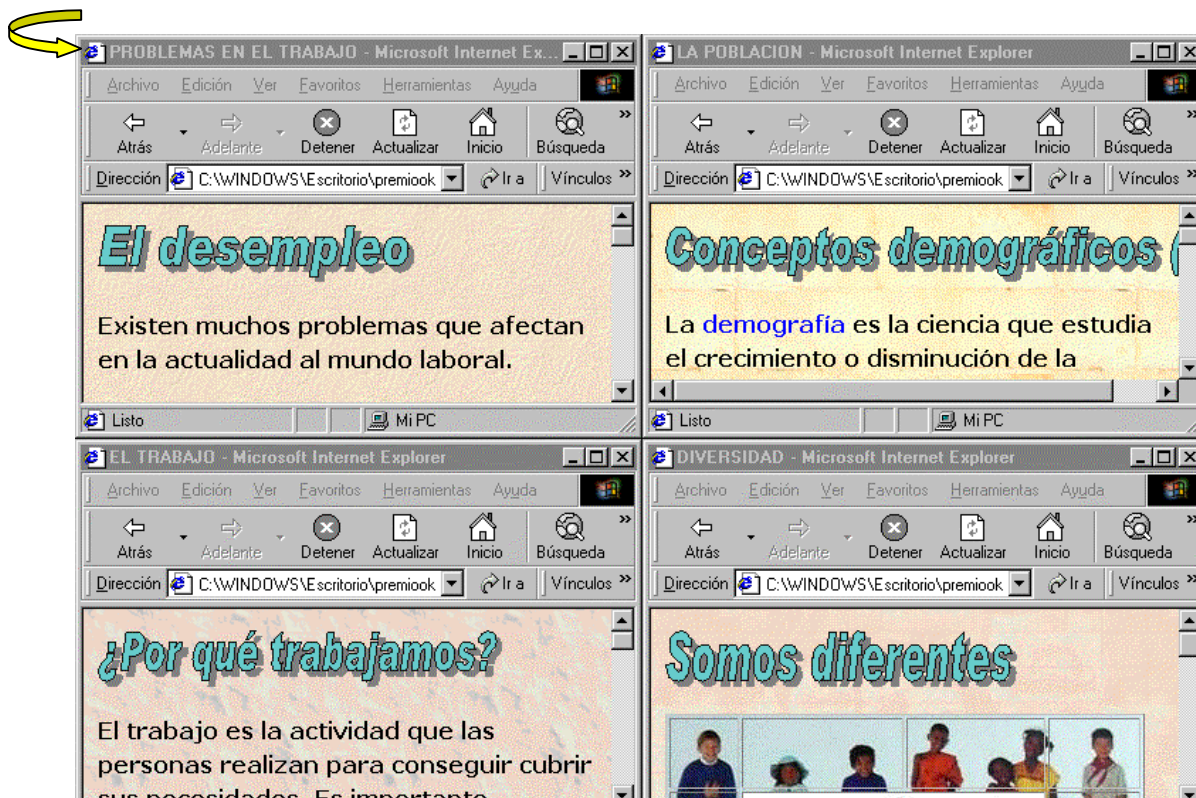 PROBLEMAS EN EL TRABAJO - Microsoft Internet Ex...
Archivo Edición Ver Favoritos Herramientas Ayuda
Atrás Adelante Detener Actualizar Inicio Búsqueda »
Dirección C:\WINDOWS\Escritorio\premiook Ir a Vínculos »
El desempleo
Existen muchos problemas que afectan
en la actualidad al mundo laboral.
Listo Mi PC
LA POBLACION - Microsoft Internet Explorer
Archivo Edición Ver Favoritos Herramientas Ayuda
Atrás Adelante Detener Actualizar Inicio Búsqueda »
Dirección C:\WINDOWS\Escritorio\premiook Ir a Vínculos »
Conceptos demográficos (
La demografía es la ciencia que estudia
el crecimiento o disminución de la
Listo Mi PC
EL TRABAJO - Microsoft Internet Explorer
Archivo Edición Ver Favoritos Herramientas Ayuda
Atrás Adelante Detener Actualizar Inicio Búsqueda »
Dirección C:\WINDOWS\Escritorio\premiook Ir a Vínculos »
¿Por qué trabajamos?
El trabajo es la actividad que las
personas realizan para conseguir cubrir
sus necesidades. Es importante
DIVERSIDAD - Microsoft Internet Explorer
Archivo Edición Ver Favoritos Herramientas Ayuda
Atrás Adelante Detener Actualizar Inicio Búsqueda »
Dirección C:\WINDOWS\Escritorio\premiook Ir a Vínculos »
Somos diferentes